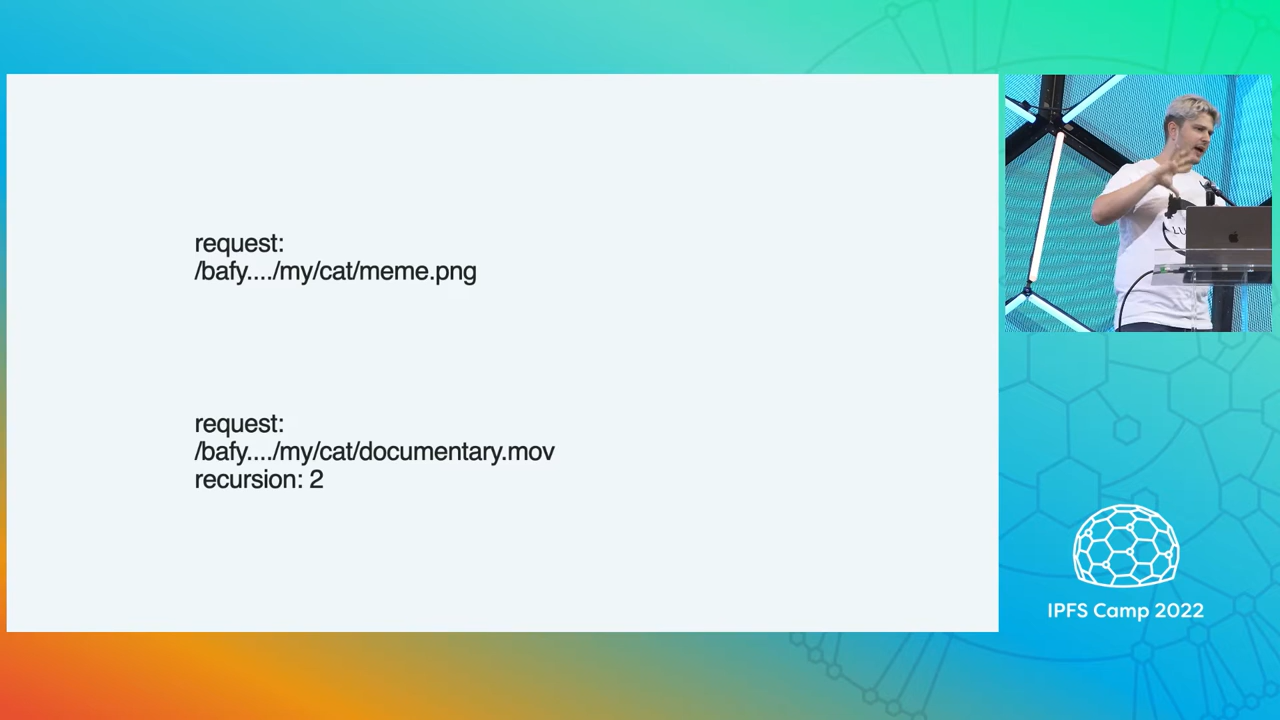 request:
/bafy..../my/cat/meme.png
request:
/bafy..../my/cat/documentary.mov
recursion: 2
IPFS Camp 2022